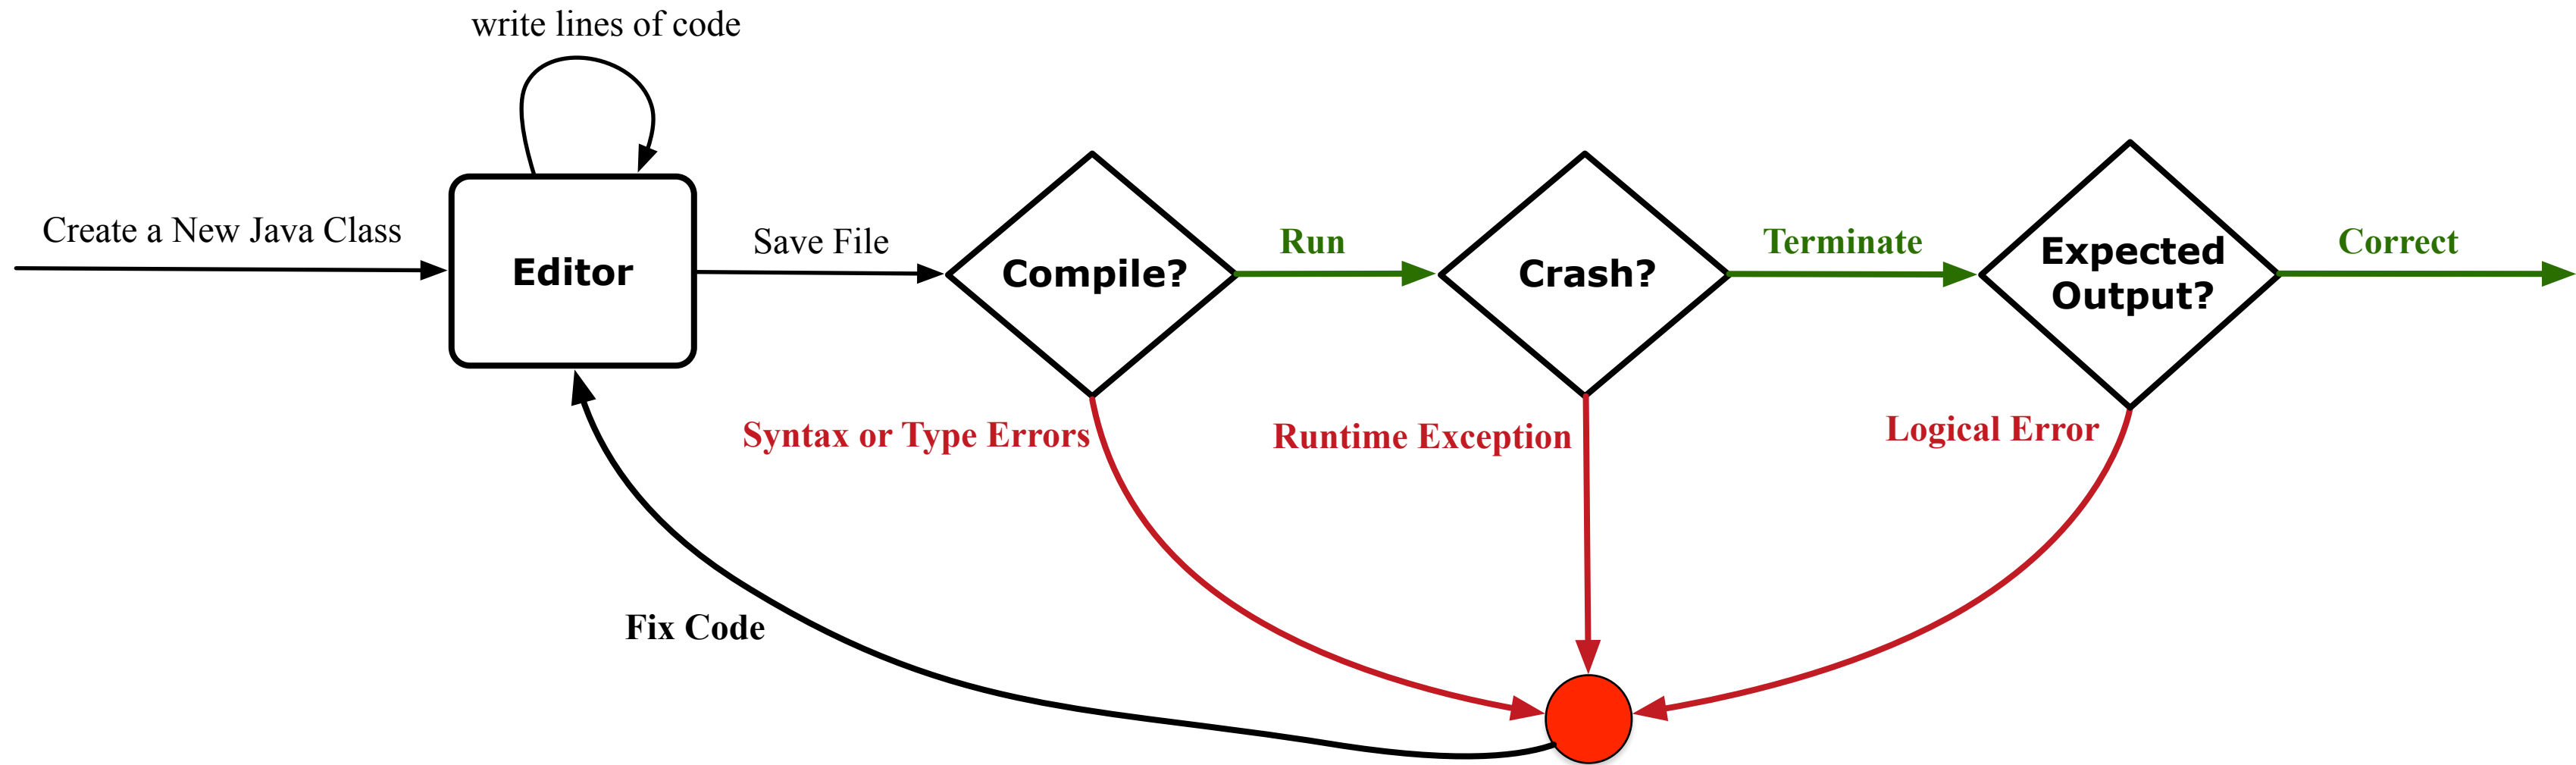 write lines of code
Create a New Java Class
Editor
Save File
Compile?
Run
Crash?
Terminate
Expected
Output?
Correct
Syntax or Type Errors
Runtime Exception
Logical Error
Fix Code